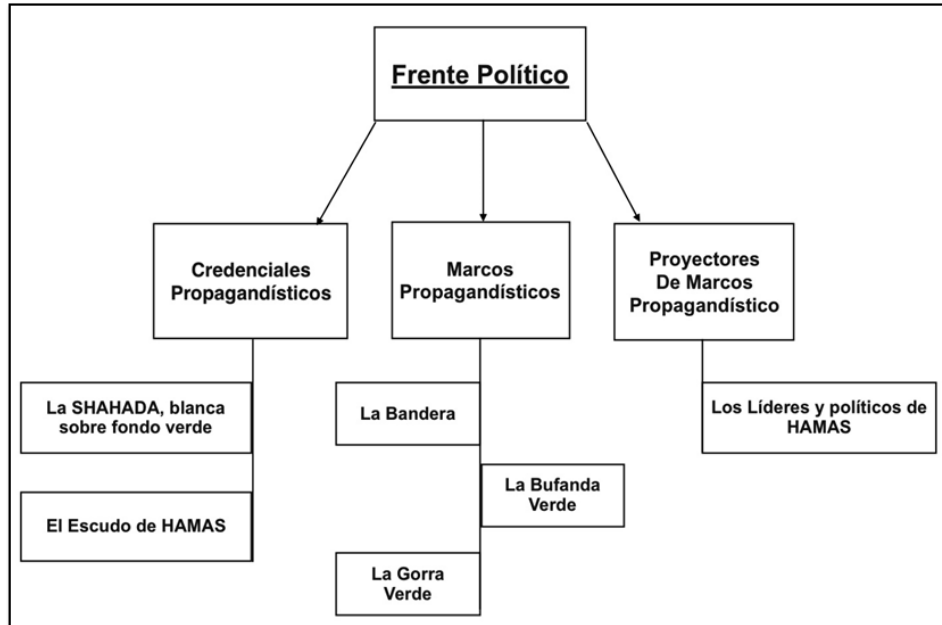 Frente Político
Credenciales
Propagandísticos
Marcos
Propagandísticos
Proyectores
De Marcos
Propagandístico
La SHAHADA, blanca
sobre fondo verde
El Escudo de HAMAS
La Bandera
La Bufanda
Verde
La Gorra
Verde
Los Líderes y políticos de
HAMAS